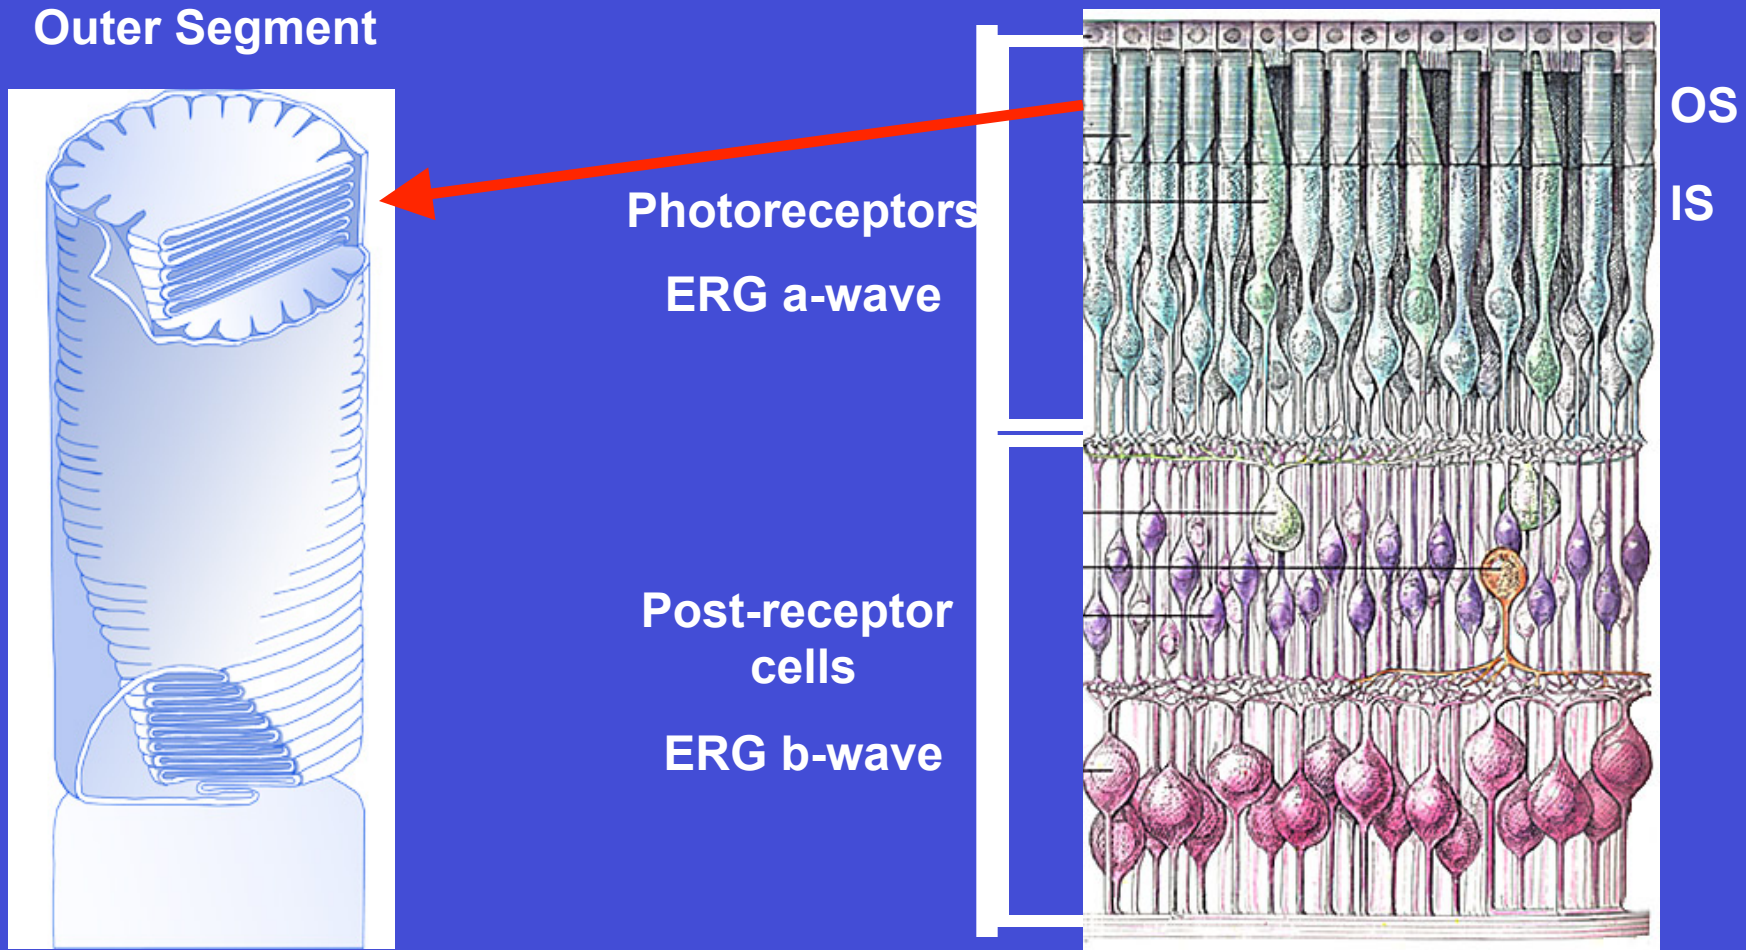 Outer Segment
OS
IS
Photoreceptors
ERG a-wave
Post-receptor
cells
ERG b-wave